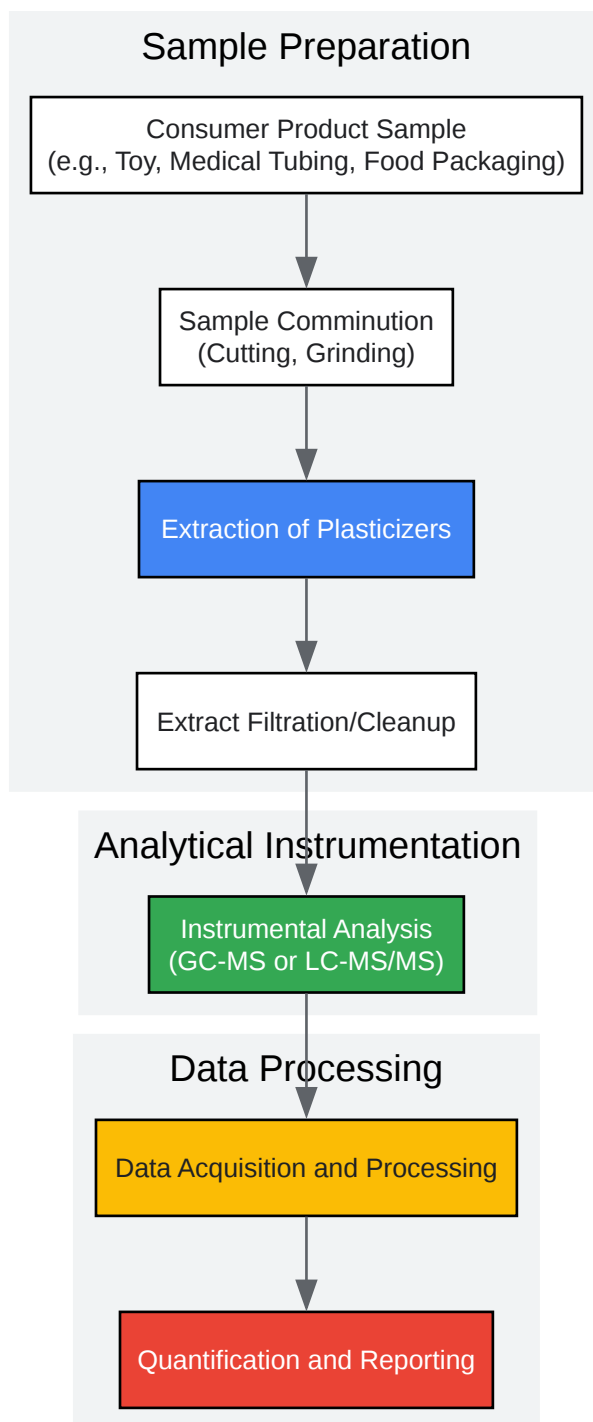 Sample Preparation
Consumer Product Sample
(e.g., Toy, Medical Tubing, Food Packaging)
Sample Comminution
(Cutting, Grinding)
Extraction of Plasticizers
Extract Filtration/Cleanup
Analytical Instrumentation
Instrumental Analysis
(GC-MS or LC-MS/MS)
Data Processing
Data Acquisition and Processing
Quantification and Reporting